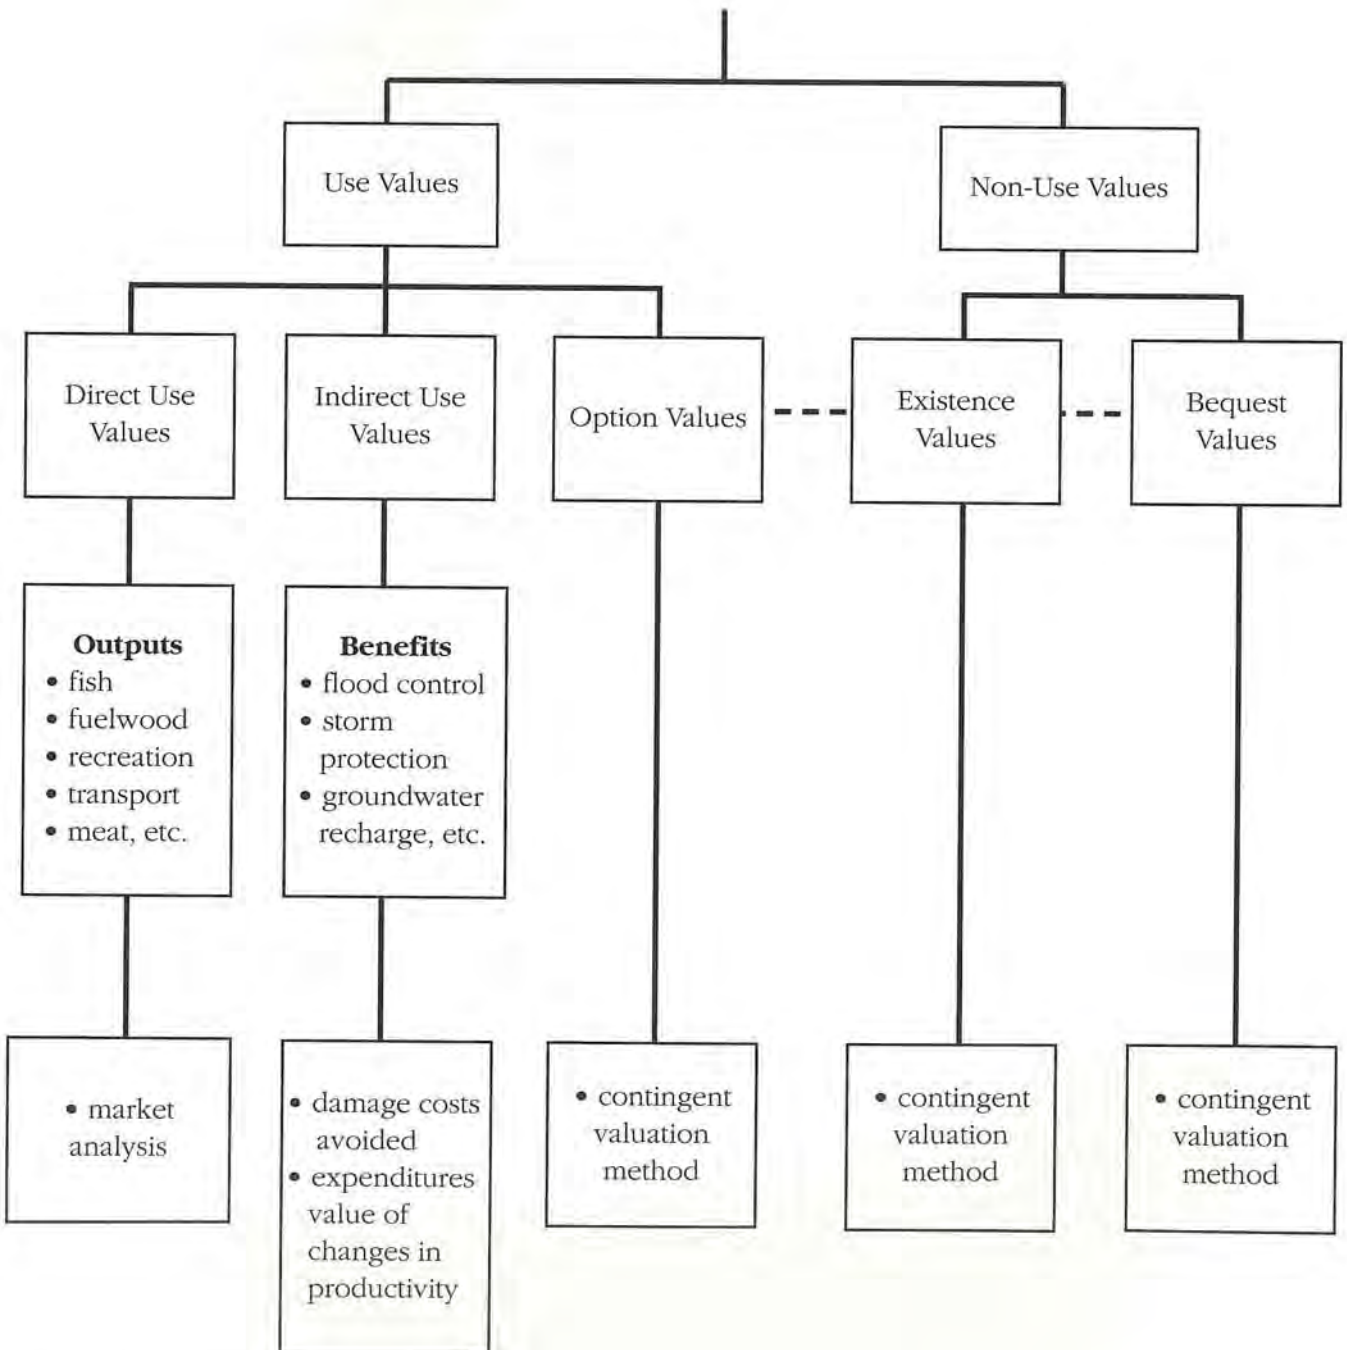 Use Values
Non-Use Values
Direct Use
Values
Indirect Use
Values
Option Values
Existence
Values
Bequest
Values
Outputs
• fish
• fuelwood
• recreation
• transport
• meat, etc.
Benefits
• flood control
• storm
protection
• groundwater
recharge, etc.
• market
analysis
• damage costs
avoided
• expenditures
value of
changes in
productivity
• contingent
valuation
method
• contingent
valuation
method
• contingent
valuation
method